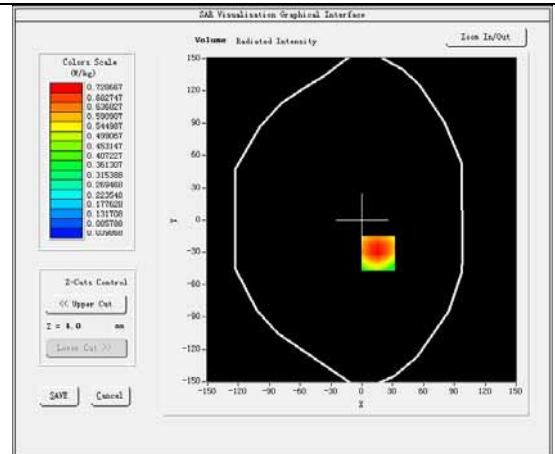 SAR Visualisation Graphical Interface
Volume Radiated Intensity
Zoom In/Out
Colors Scale
(W/kg)
0.728667
0.682747
0.636827
0.590907
0.544987
0.499067
0.453147
0.407227
0.361307
0.315388
0.269468
0.223548
0.177628
0.131708
0.085788
0.039868
Z-Cuts Control
<< Upper Cut
Z = 4.0 mm
Lower Cut >>
SAVE
Cancel
150
120
90
60
30
0
-30
-60
-90
-120
-150
Y
-150 -120 -90 -60 -30 0 30 60 90 120 150
X